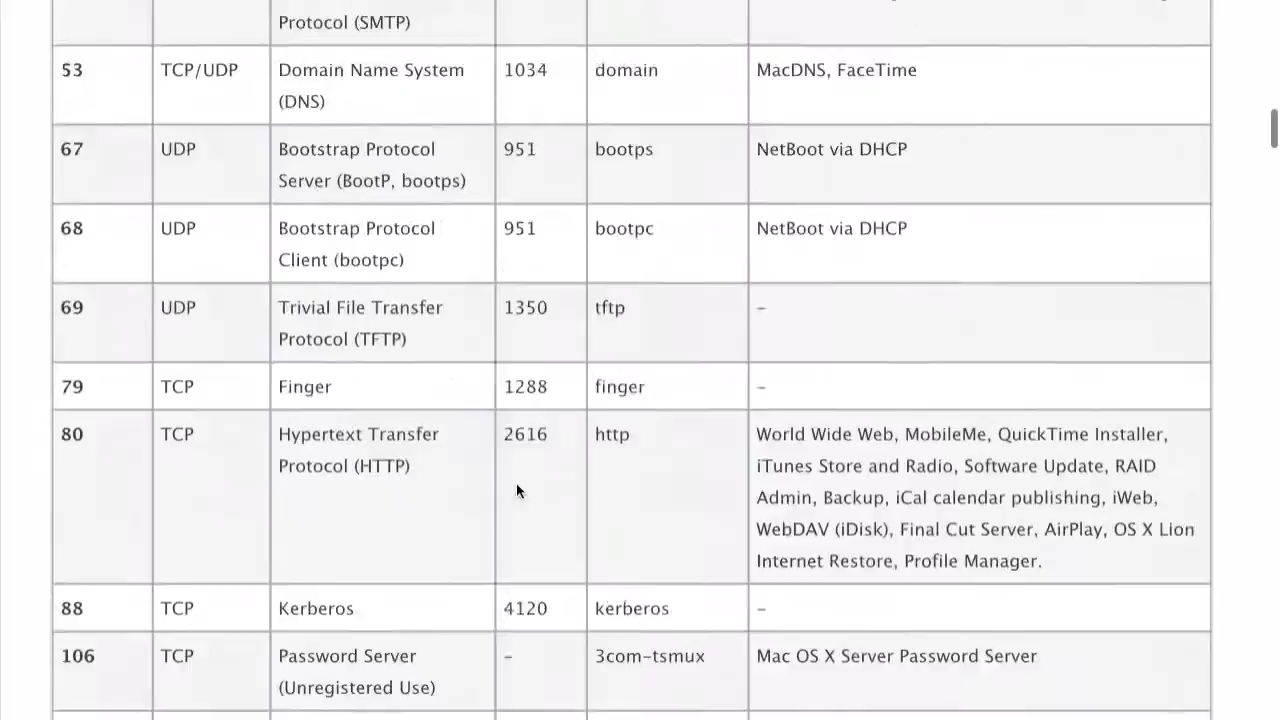 Protocol (SMTP)
53 TCP/UDP Domain Name System 1034 domain MacDNS, FaceTime
(DNS)
67 UDP Bootstrap Protocol 951 bootps NetBoot via DHCP
Server (BootP, bootps)
68 UDP Bootstrap Protocol 951 bootpc NetBoot via DHCP
Client (bootpc)
69 UDP Trivial File Transfer 1350 tftp –
Protocol (TFTP)
79 TCP Finger 1288 finger –
80 TCP Hypertext Transfer 2616 http World Wide Web, MobileMe, QuickTime Installer,
Protocol (HTTP) iTunes Store and Radio, Software Update, RAID
Admin, Backup, iCal calendar publishing, iWeb,
WebDAV (iDisk), Final Cut Server, AirPlay, OS X Lion
Internet Restore, Profile Manager.
88 TCP Kerberos 4120 kerberos –
106 TCP Password Server – 3com-tsmux Mac OS X Server Password Server
(Unregistered Use)